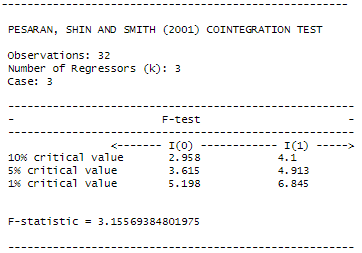 ------------------------------------------------------
PESARAN, SHIN AND SMITH (2001) COINTEGRATION TEST
Observations: 32
Number of Regressors (k): 3
Case: 3
------------------------------------------------------
- F-test -
------------------------------------------------------
<------- I(0) ------------ I(1) ----->
10% critical value 2.958 4.1
5% critical value 3.615 4.913
1% critical value 5.198 6.845
F-statistic = 3.15569384801975
------------------------------------------------------